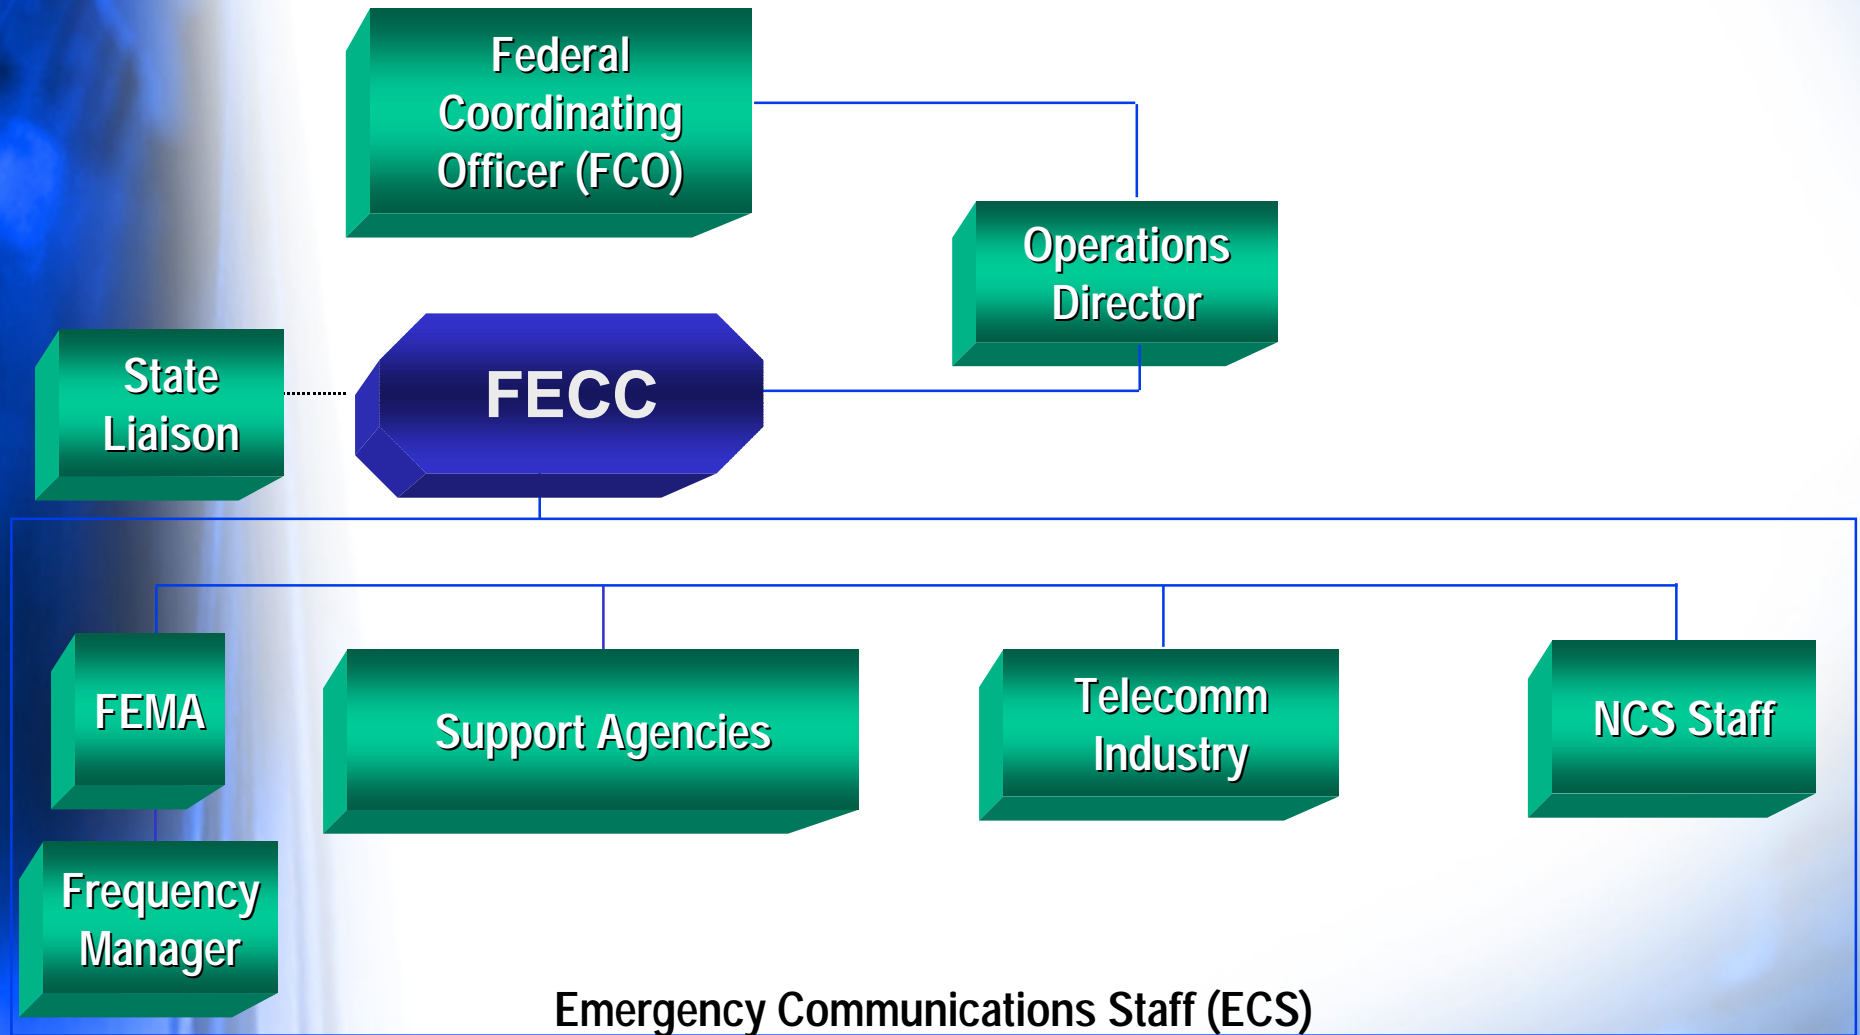 Federal
Coordinating
Officer (FCO)
Operations
Director
State
Liaison
FECC
FEMA
Support Agencies
Telecomm
Industry
NCS Staff
Frequency
Manager
Emergency Communications Staff (ECS)